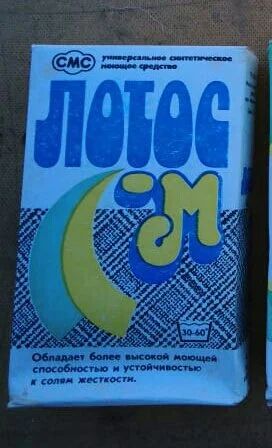 СМС
универсальное синтетическое
моющее средство
ЛОТОС
-М
30-60°
Обладает более высокой моющей
способностью и устойчивостью
к солям жесткости.